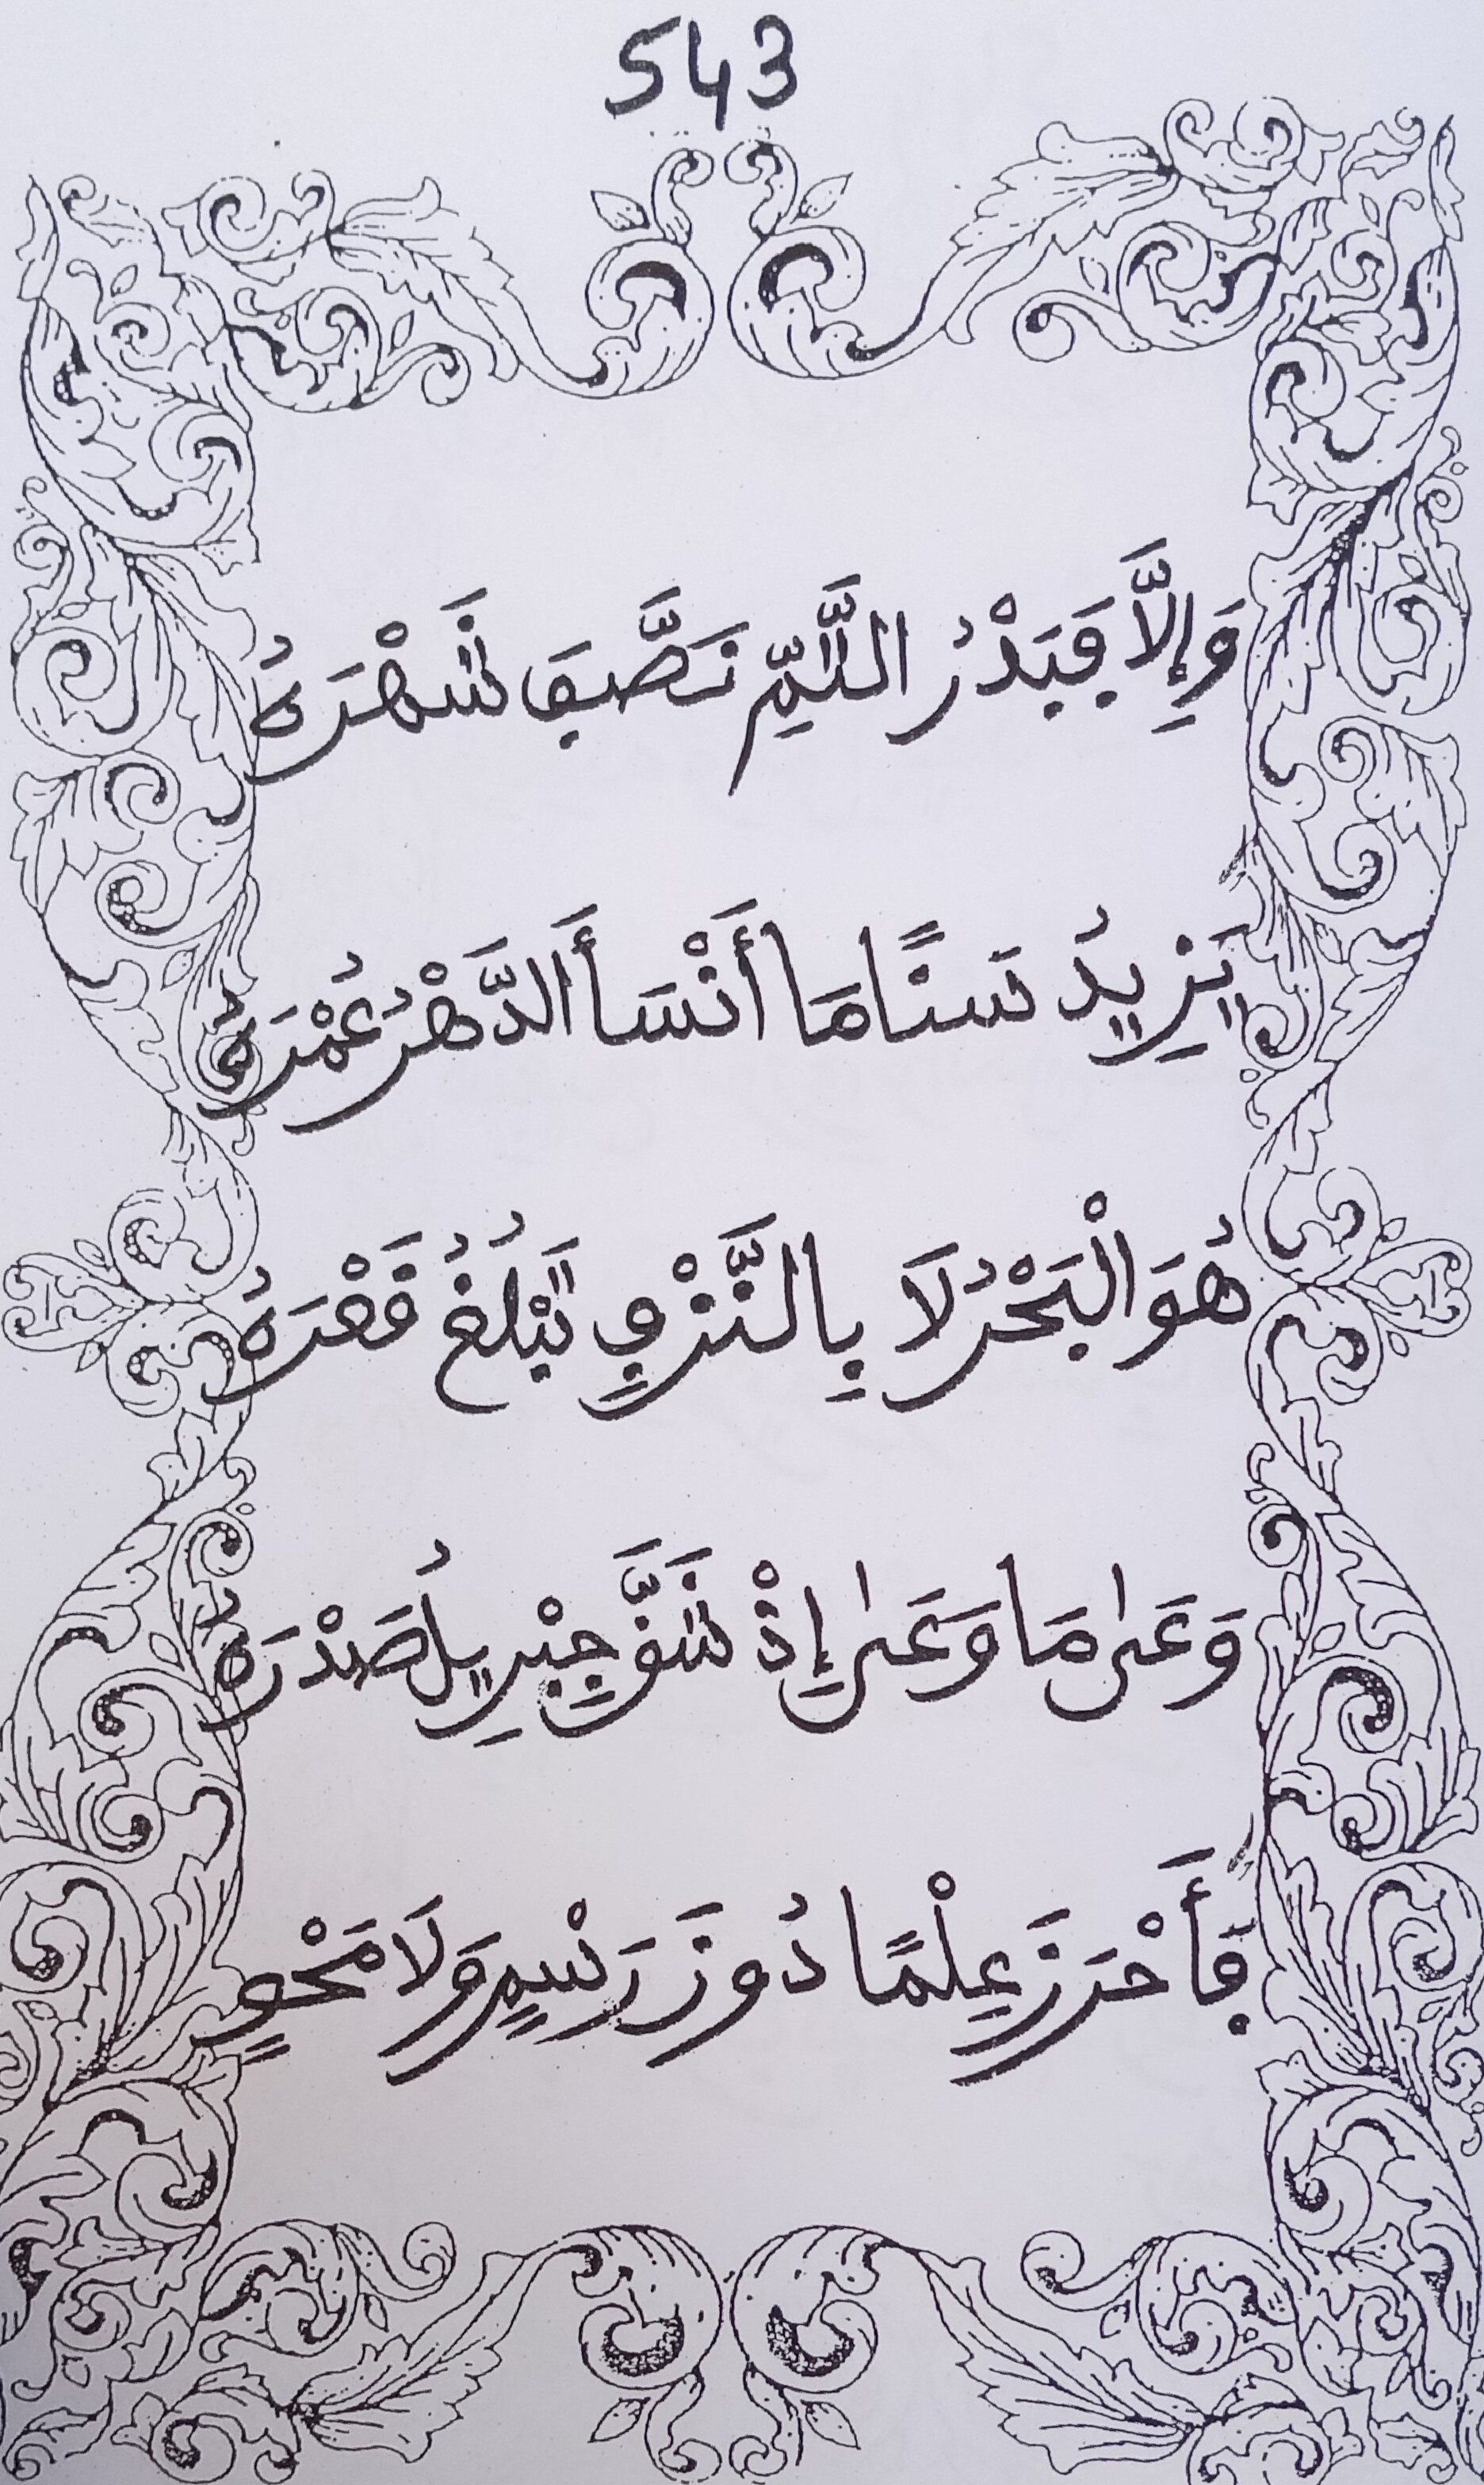 543
وَإِلَّا فَبَدْرُ التَّمِّ نَصَّفَ شَهْرَهُ
يَزِيدُ سَنًا مَا أَنْسَأَ الدَّهْرُ عُمْرَهُ
هُوَ الْبَحْرُ لَا بِالنَّزْفِ تَبْلُغُ قَعْرَهُ
وَعَىٰ مَا وَعَىٰ إِذْ شَقَّ جِبْرِيلُ صَدْرَهُ
فَأَحْرَزَ عِلْمًا دُونَ رَسْمٍ وَلَا مَحْوٍ